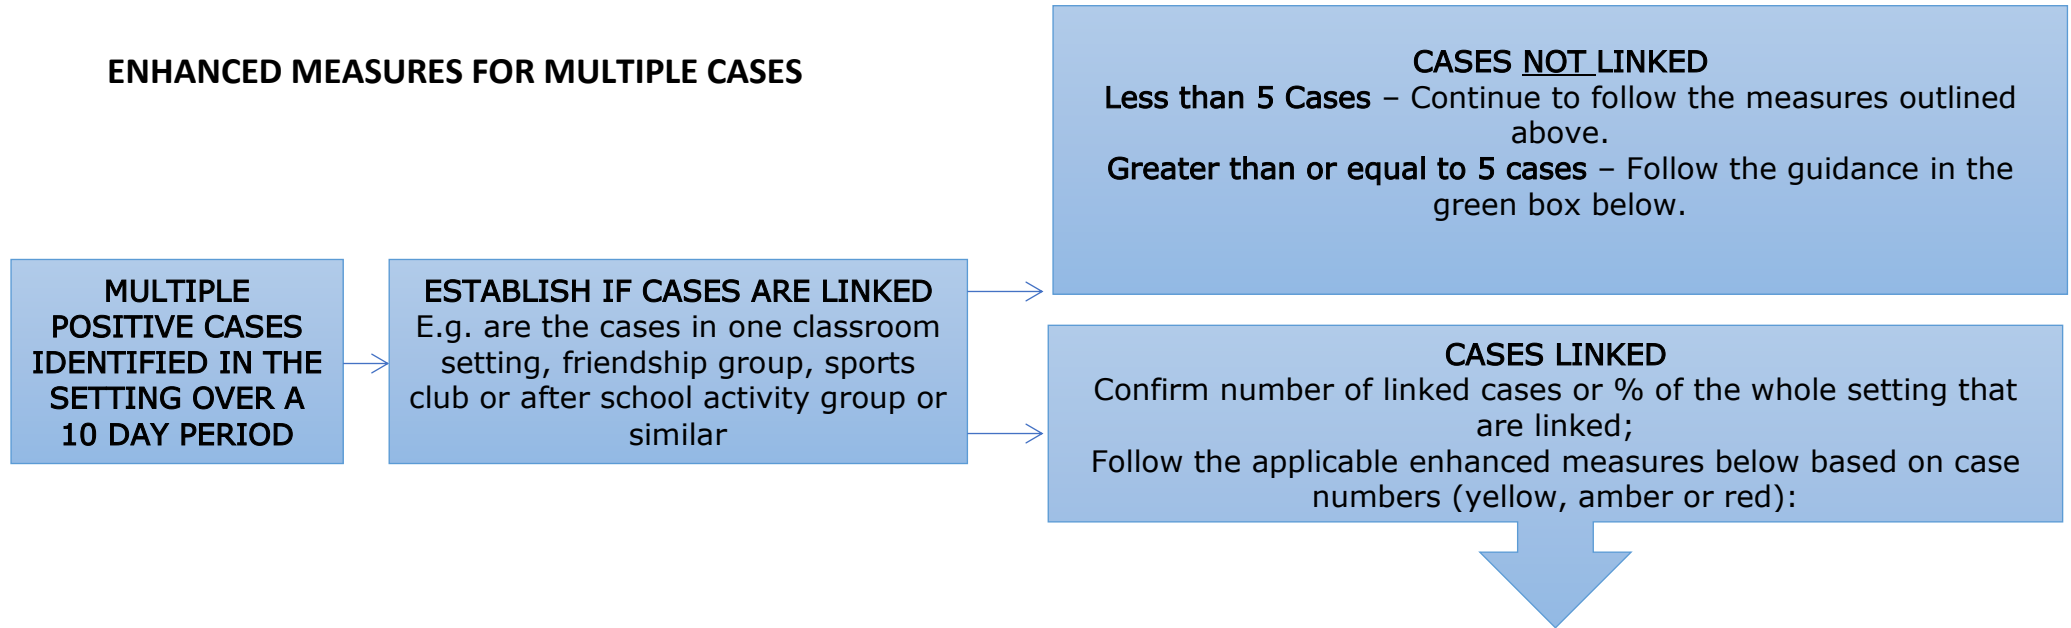 ENHANCED MEASURES FOR MULTIPLE CASES
MULTIPLE
POSITIVE CASES
IDENTIFIED IN THE
SETTING OVER A
10 DAY PERIOD
ESTABLISH IF CASES ARE LINKED
E.g. are the cases in one classroom
setting, friendship group, sports
club or after school activity group or
similar
CASES NOT LINKED
Less than 5 Cases – Continue to follow the measures outlined
above.
Greater than or equal to 5 cases – Follow the guidance in the
green box below.
CASES LINKED
Confirm number of linked cases or % of the whole setting that
are linked;
Follow the applicable enhanced measures below based on case
numbers (yellow, amber or red):